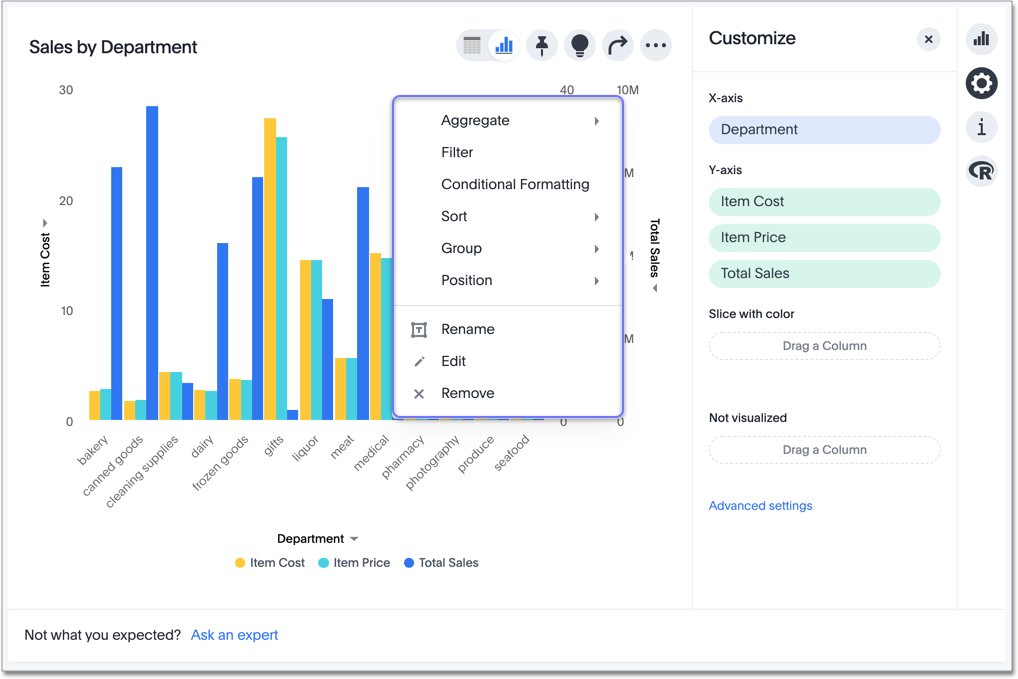 Sales by Department
Customize
X-axis
Department
Y-axis
Item Cost
Item Price
Total Sales
Slice with color
Drag a Column
Not visualized
Drag a Column
Advanced settings
Item Cost
30
20
10
0
40
0
10M
M
M
0
Total Sales
Aggregate
Filter
Conditional Formatting
Sort
Group
Position
Rename
Edit
Remove
bakery
canned goods
cleaning supplies
dairy
frozen goods
gifts
liquor
meat
medical
pharmacy
photography
produce
seafood
Department
Item Cost Item Price Total Sales
Not what you expected? Ask an expert
i
R